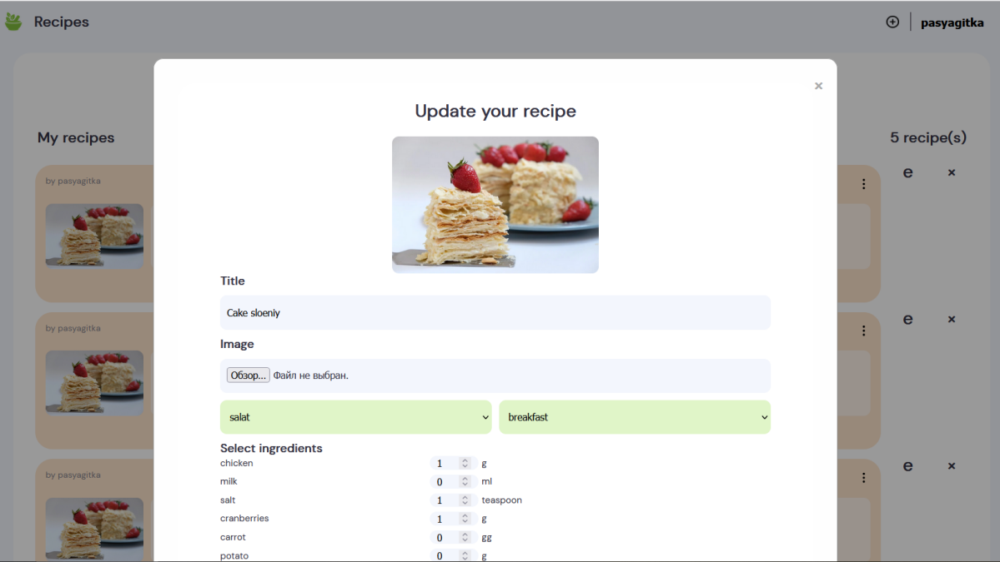 Recipes
pasyagitka
Update your recipe
My recipes
5 recipe(s)
by pasyagitka
e ×
Title
Cake sloeniy
Image
Обзор... Файл не выбран.
by pasyagitka
e ×
salat
breakfast
Select ingredients
chicken 1 g
by pasyagitka
e ×
milk 0 ml
salt 1 teaspoon
cranberries 1 g
carrot 0 gg
potato 0 g